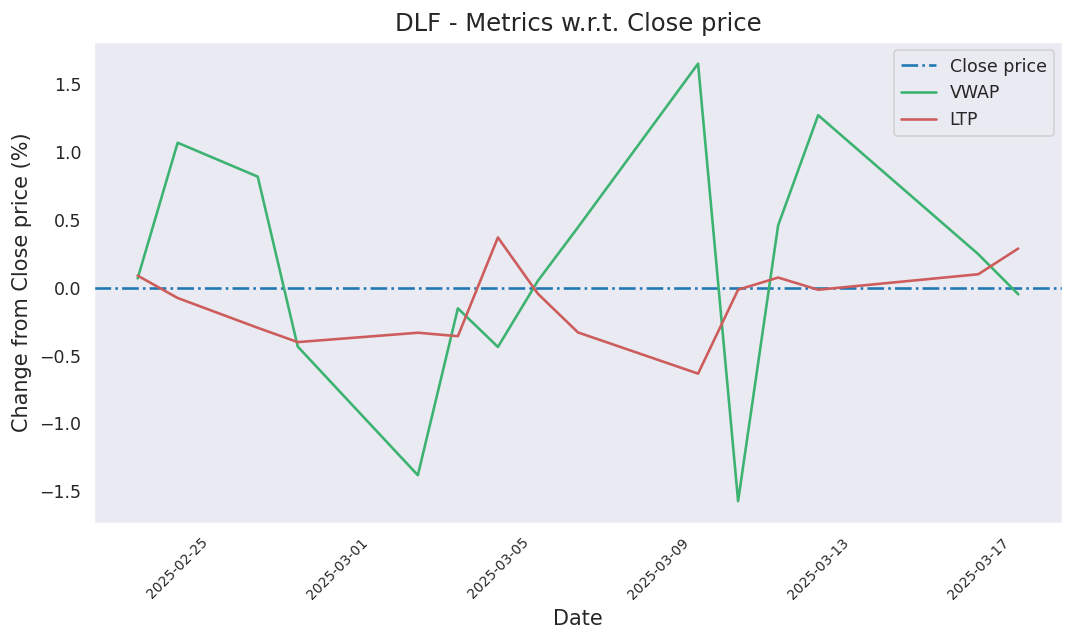 DLF - Metrics w.r.t. Close price
Close price
VWAP
LTP
Change from Close price (%)
1.5
1.0
0.5
0.0
−0.5
−1.0
−1.5
2025-02-25
2025-03-01
2025-03-05
2025-03-09
2025-03-13
2025-03-17
Date